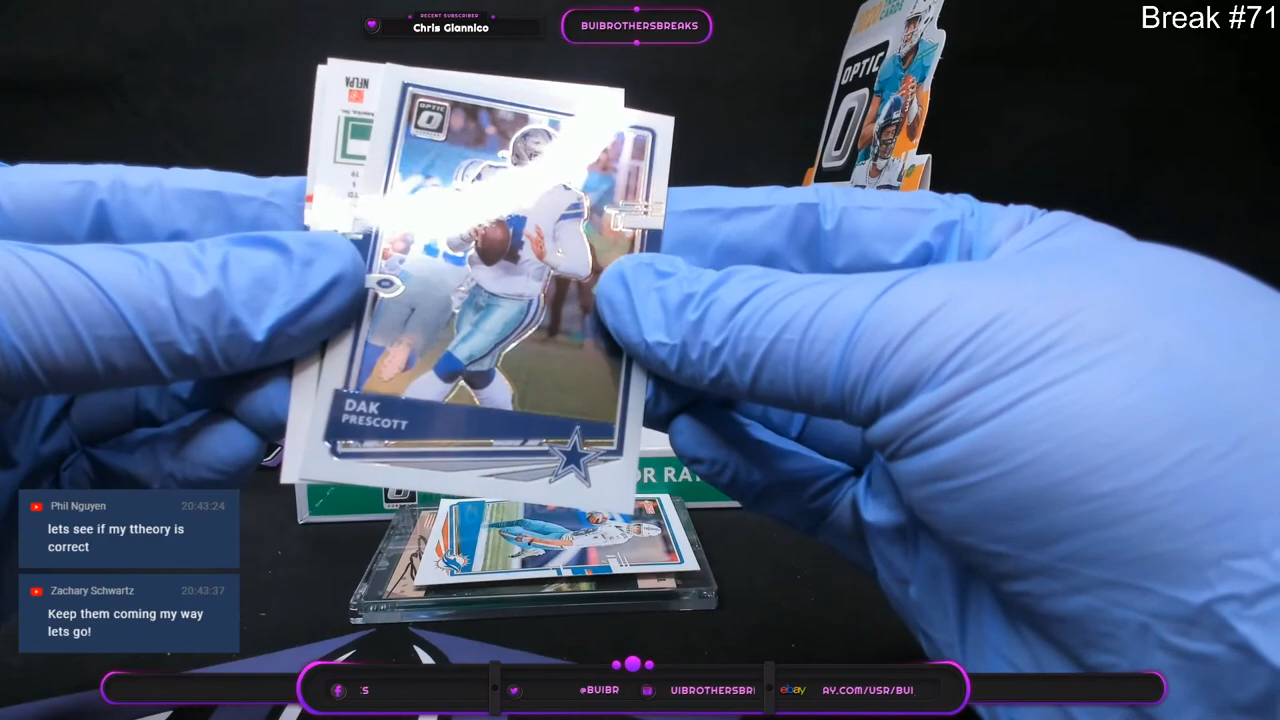 Break #71
RECENT SUBSCRIBER
Chris Giannico
BUIBROTHERSBREAKS
OPTIC
NFLPA
OPTIC
DAK
PRESCOTT
Phil Nguyen 20:43:24
lets see if my ttheory is
correct
Zachary Schwartz 20:43:37
Keep them coming my way
lets go!
:S
@BUIBR
UIBROTHERSBR
ebay
AY.COM/USR/BUI